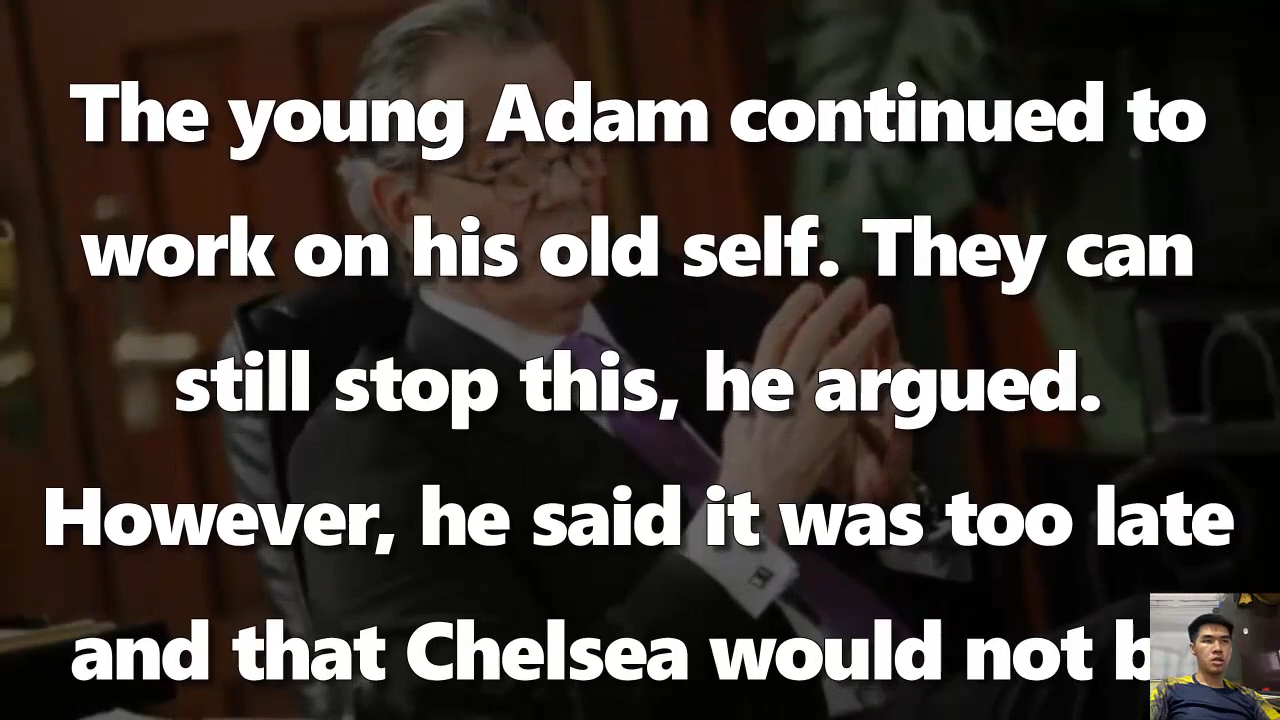 The young Adam continued to
work on his old self. They can
still stop this, he argued.
However, he said it was too late
and that Chelsea would not